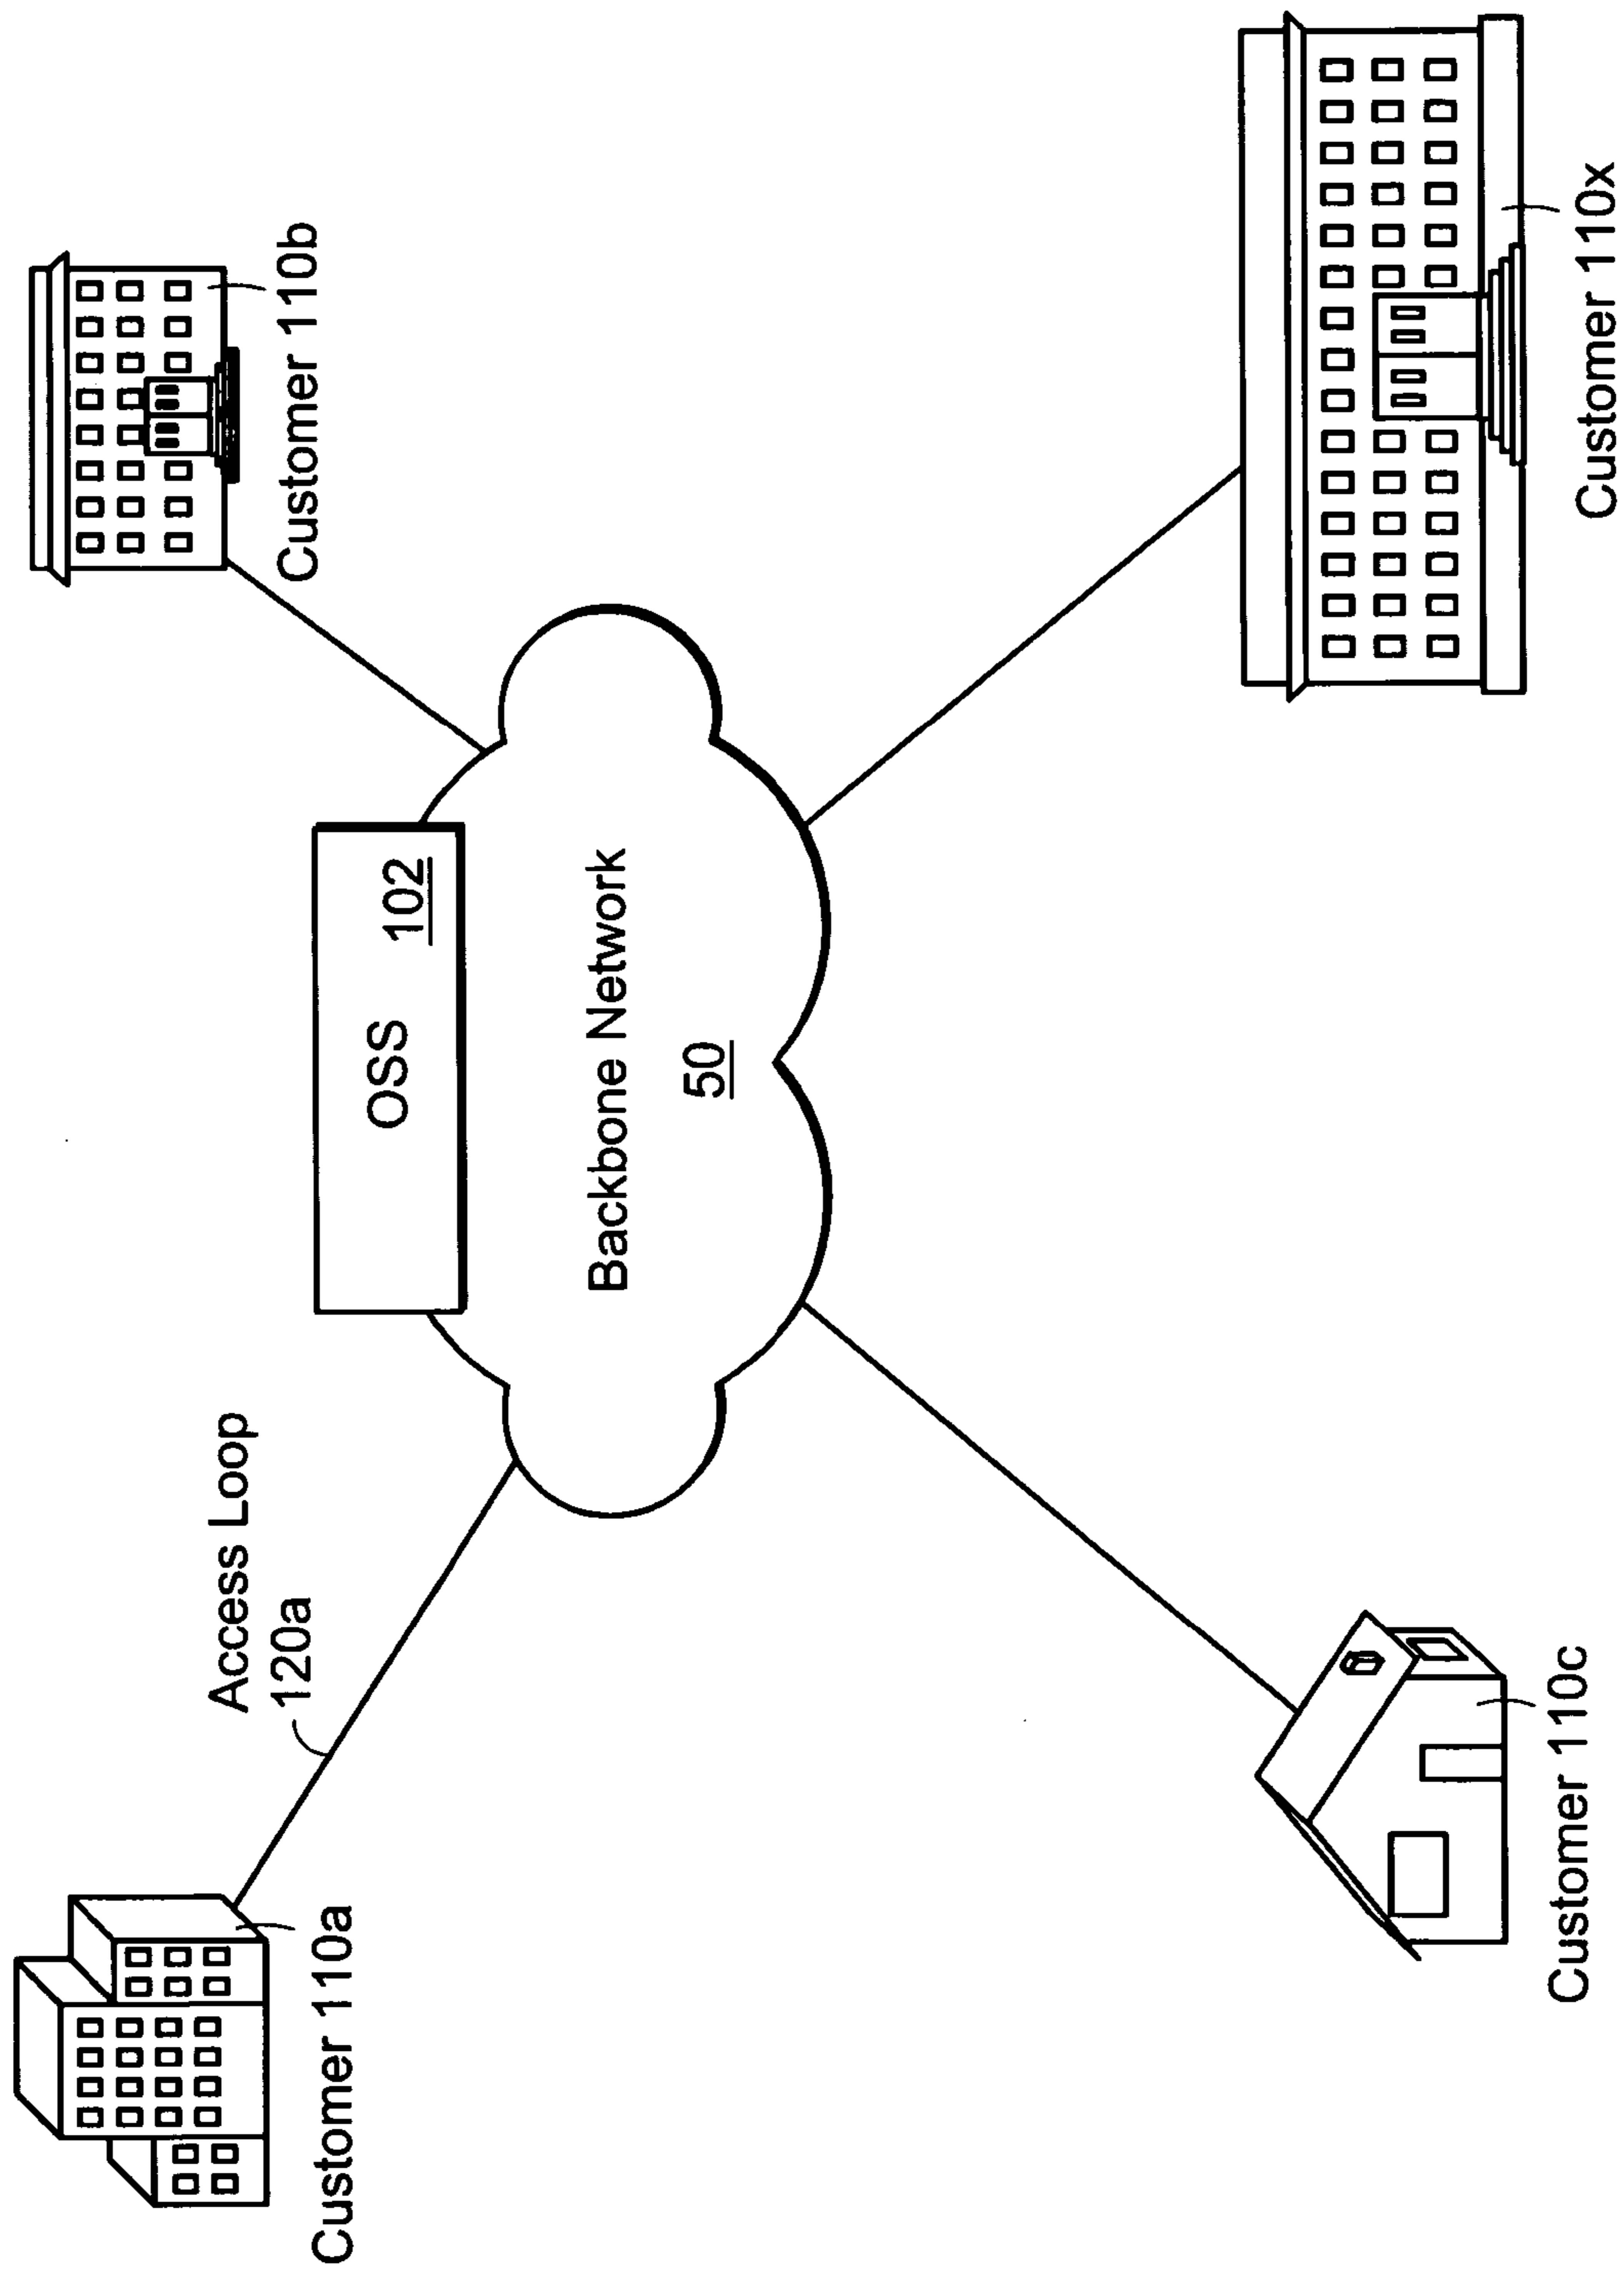 Customer 110a
Access Loop
120a
Customer 110b
OSS
102
Backbone Network
50
Customer 110c
Customer 110x